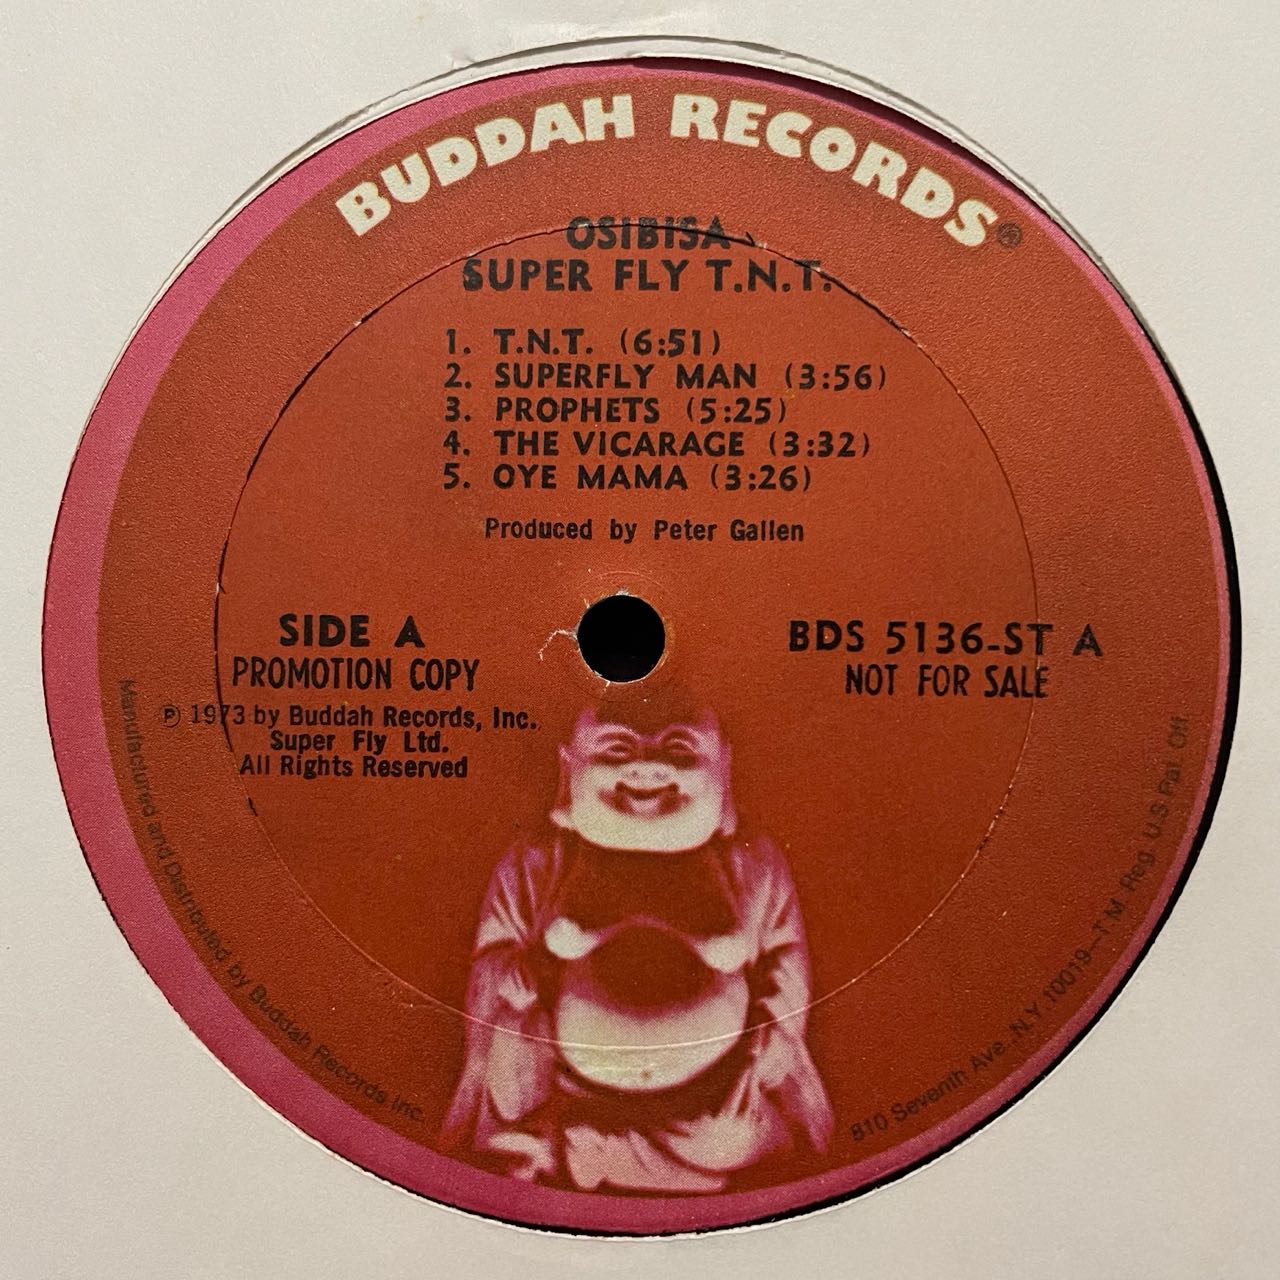 BUDDAH RECORDS®
OSIBISA
SUPER FLY T.N.T.
1. T.N.T. (6:51)
2. SUPERFLY MAN (3:56)
3. PROPHETS (5:25)
4. THE VICARAGE (3:32)
5. OYE MAMA (3:26)
Produced by Peter Gallen
SIDE A
PROMOTION COPY
℗ 1973 by Buddah Records, Inc.
Super Fly Ltd.
All Rights Reserved
BDS 5136-ST A
NOT FOR SALE
Manufactured and Distributed by Buddah Records Inc.
810 Seventh Ave., N.Y. 10019—T.M. Reg. U.S. Pat. Off.